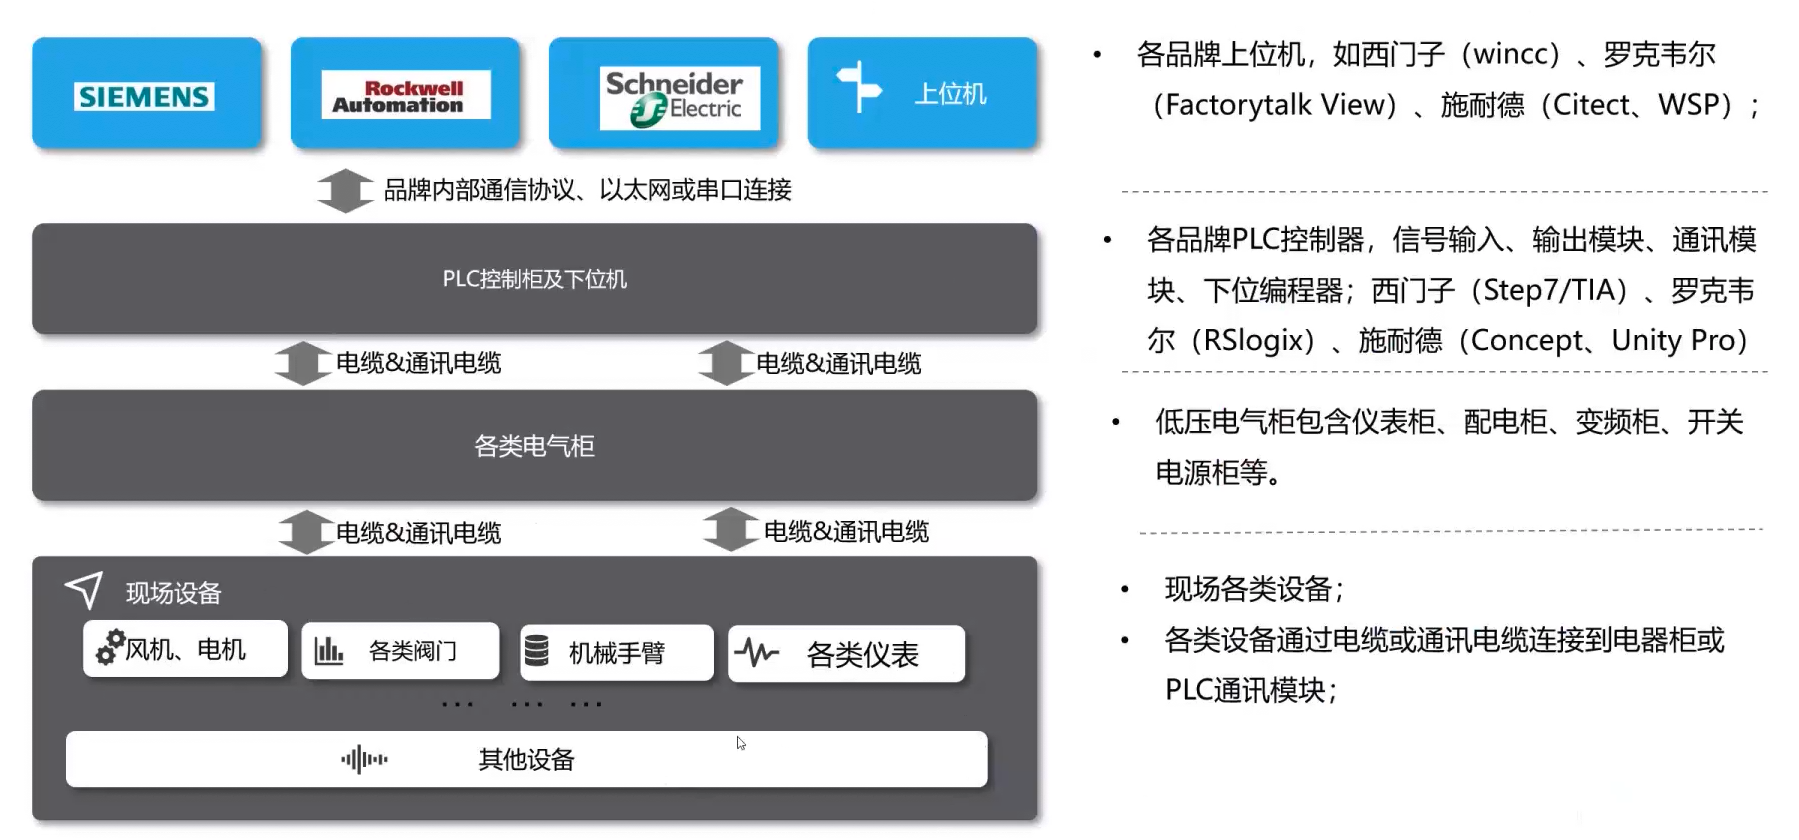 SIEMENS
Rockwell
Automation
Schneider
Electric
上位机
品牌内部通信协议、以太网或串口连接
PLC控制柜及下位机
电缆&通讯电缆
电缆&通讯电缆
各类电气柜
电缆&通讯电缆
电缆&通讯电缆
现场设备
风机、电机
各类阀门
机械手臂
各类仪表
... ... ...
其他设备
• 各品牌上位机，如西门子（wincc）、罗克韦尔
（Factorytalk View）、施耐德（Citect、WSP）；
• 各品牌PLC控制器，信号输入、输出模块、通讯模
块、下位编程器；西门子（Step7/TIA）、罗克韦
尔（RSlogix）、施耐德（Concept、Unity Pro）
• 低压电气柜包含仪表柜、配电柜、变频柜、开关
电源柜等。
• 现场各类设备；
• 各类设备通过电缆或通讯电缆连接到电器柜或
PLC通讯模块；